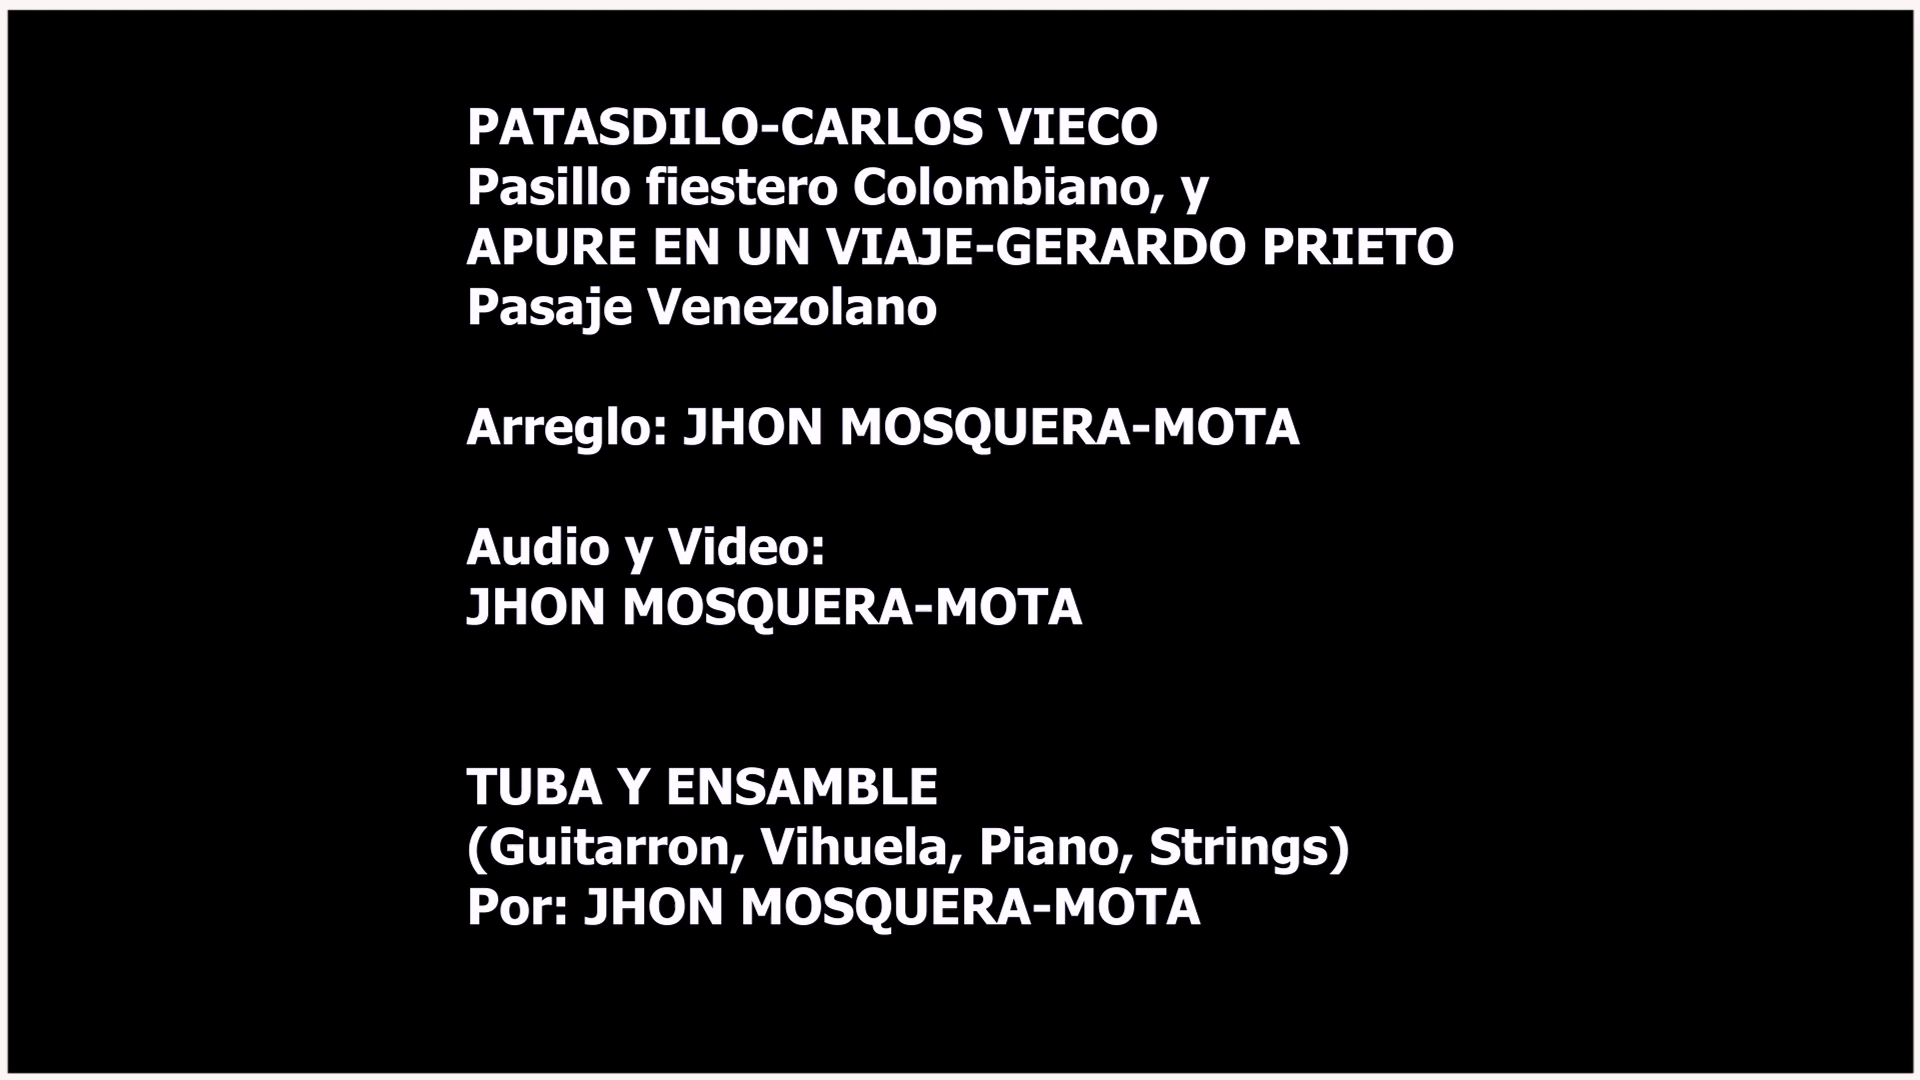 PATASDILO-CARLOS VIECO
Pasillo fiestero Colombiano, y
APURE EN UN VIAJE-GERARDO PRIETO
Pasaje Venezolano
Arreglo: JHON MOSQUERA-MOTA
Audio y Video:
JHON MOSQUERA-MOTA
TUBA Y ENSAMBLE
(Guitarron, Vihuela, Piano, Strings)
Por: JHON MOSQUERA-MOTA